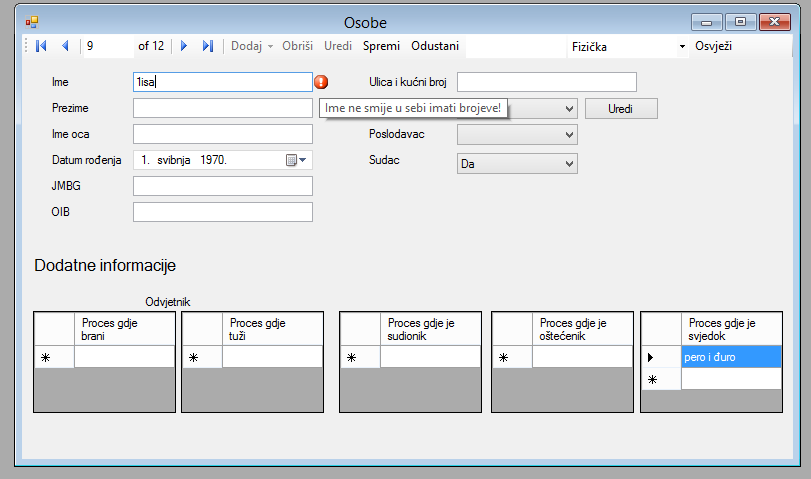 Osobe
9 of 12 Dodaj Obriši Uredi Spremi Odustani Fizička Osvježi
Ime 1isa Ulica i kućni broj
Prezime Ime ne smije u sebi imati brojeve! Uredi
Ime oca Poslodavac
Datum rođenja 1. svibnja 1970. Sudac Da
JMBG
OIB
Dodatne informacije
Odvjetnik
Proces gdje brani
Proces gdje tuži
Proces gdje je sudionik
Proces gdje je oštećenik
Proces gdje je svjedok
pero i đuro